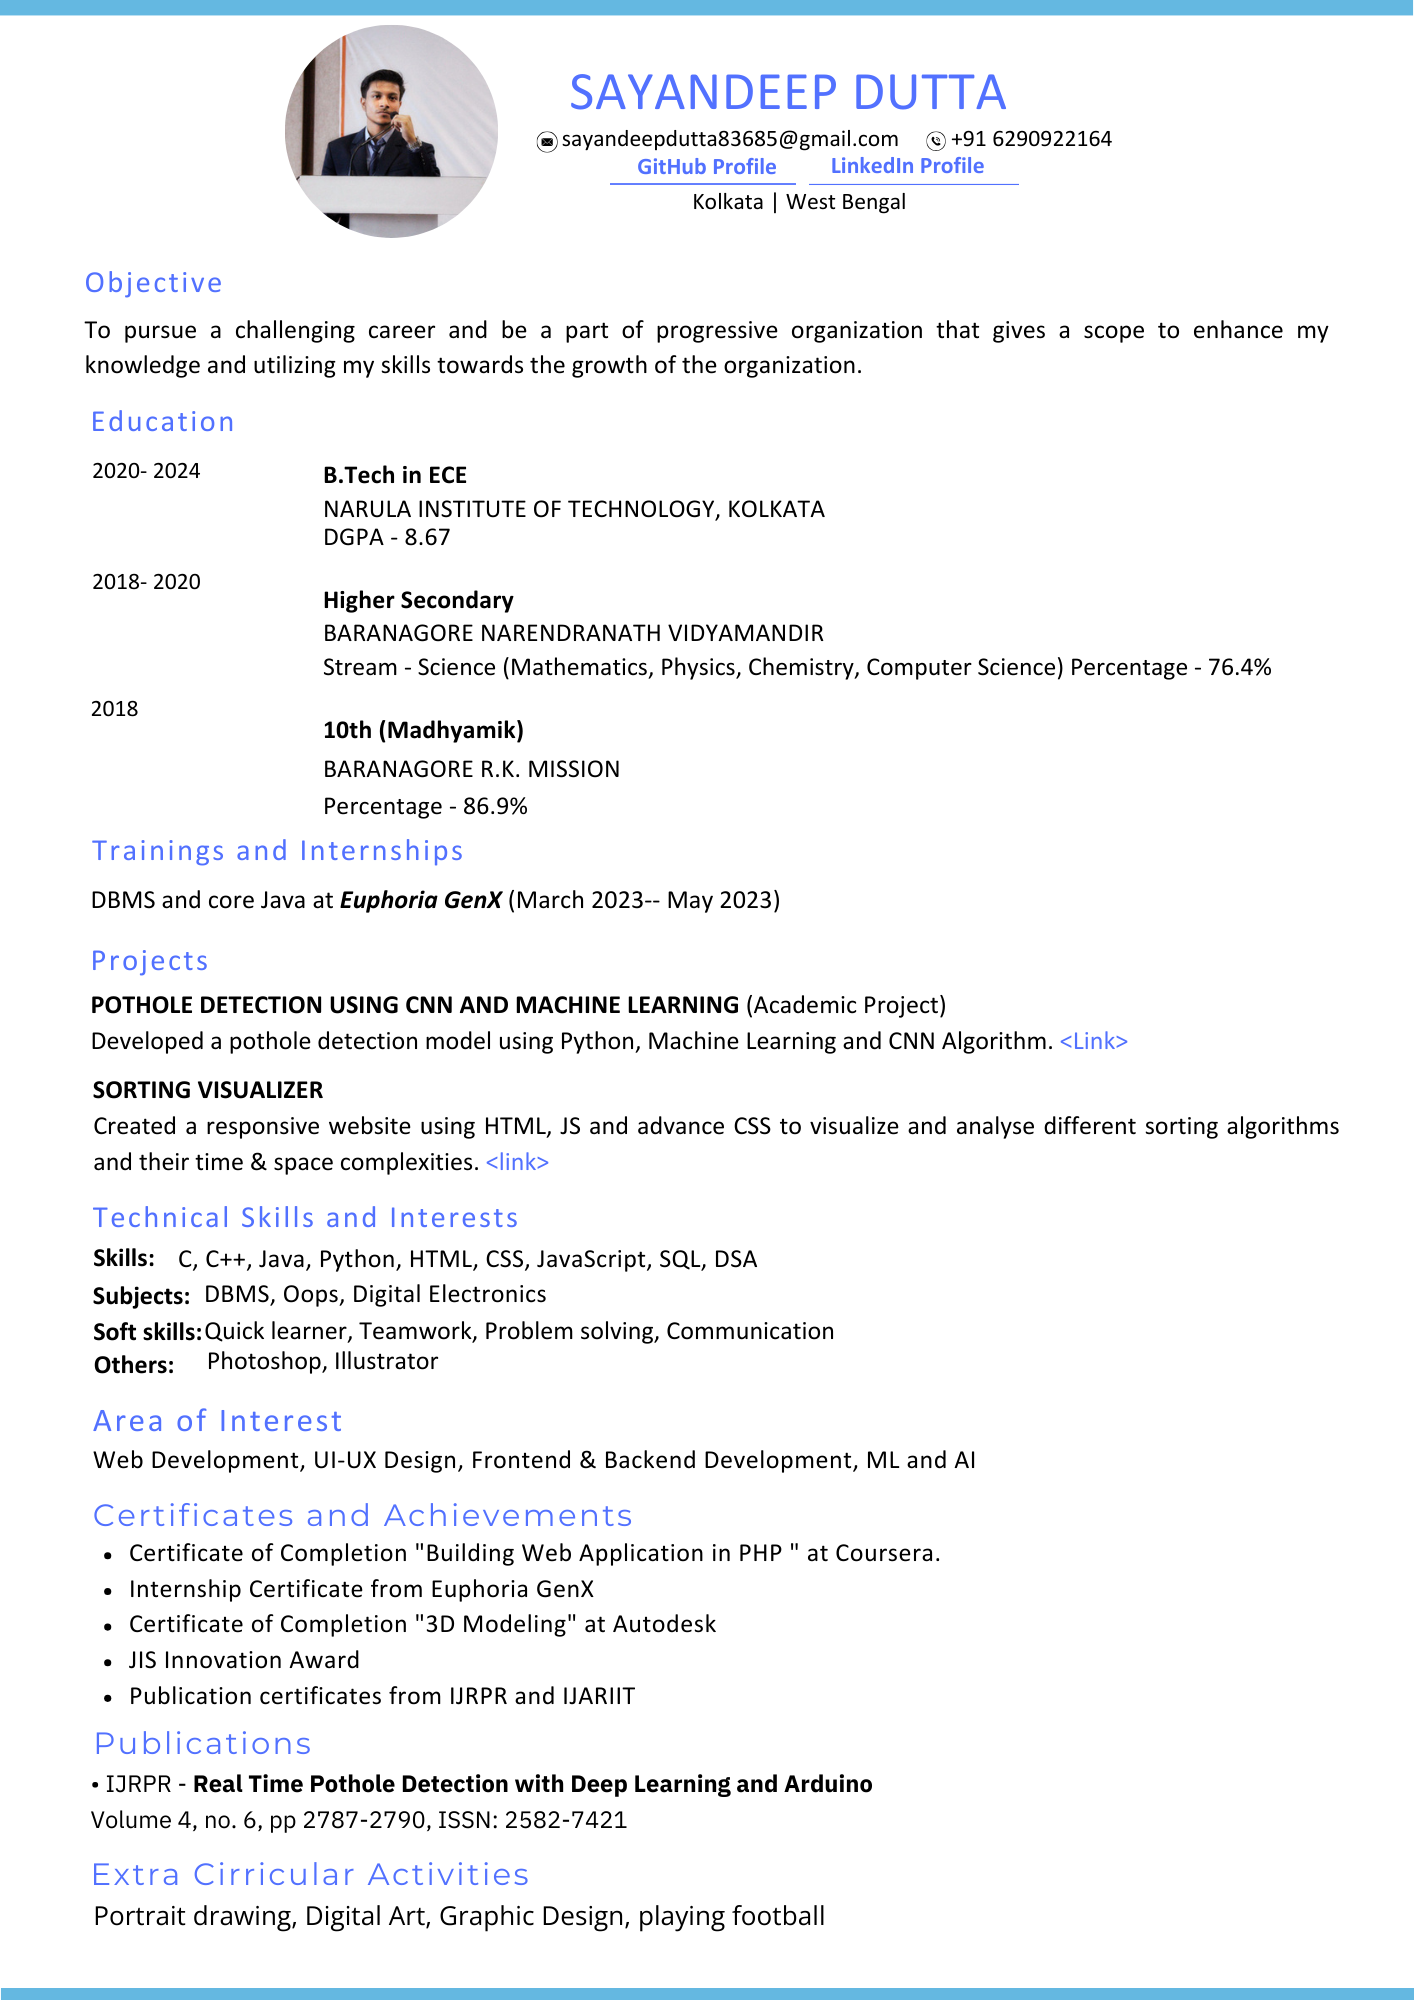 SAYANDEEP DUTTA
sayandeepdutta83685@gmail.com +91 6290922164
GitHub Profile LinkedIn Profile
Kolkata | West Bengal
Objective
To pursue a challenging career and be a part of progressive organization that gives a scope to enhance my
knowledge and utilizing my skills towards the growth of the organization.
Education
2020- 2024
B.Tech in ECE
NARULA INSTITUTE OF TECHNOLOGY, KOLKATA
DGPA - 8.67
2018- 2020
Higher Secondary
BARANAGORE NARENDRANATH VIDYAMANDIR
Stream - Science (Mathematics, Physics, Chemistry, Computer Science) Percentage - 76.4%
2018
10th (Madhyamik)
BARANAGORE R.K. MISSION
Percentage - 86.9%
Trainings and Internships
DBMS and core Java at Euphoria GenX (March 2023-- May 2023)
Projects
POTHOLE DETECTION USING CNN AND MACHINE LEARNING (Academic Project)
Developed a pothole detection model using Python, Machine Learning and CNN Algorithm. <Link>
SORTING VISUALIZER
Created a responsive website using HTML, JS and advance CSS to visualize and analyse different sorting algorithms
and their time & space complexities. <link>
Technical Skills and Interests
Skills: C, C++, Java, Python, HTML, CSS, JavaScript, SQL, DSA
Subjects: DBMS, Oops, Digital Electronics
Soft skills: Quick learner, Teamwork, Problem solving, Communication
Others: Photoshop, Illustrator
Area of Interest
Web Development, UI-UX Design, Frontend & Backend Development, ML and AI
Certificates and Achievements
• Certificate of Completion "Building Web Application in PHP " at Coursera.
• Internship Certificate from Euphoria GenX
• Certificate of Completion "3D Modeling" at Autodesk
• JIS Innovation Award
• Publication certificates from IJRPR and IJARIIT
Publications
• IJRPR - Real Time Pothole Detection with Deep Learning and Arduino
Volume 4, no. 6, pp 2787-2790, ISSN: 2582-7421
Extra Cirricular Activities
Portrait drawing, Digital Art, Graphic Design, playing football